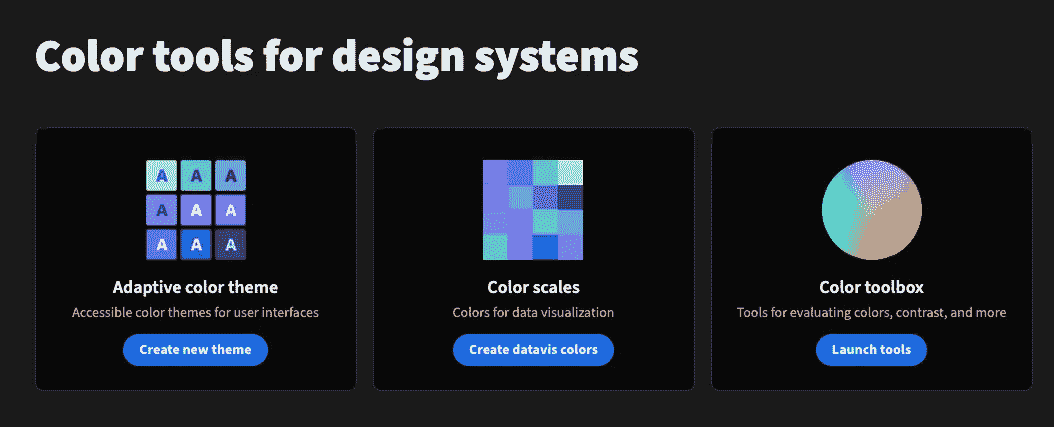 Color tools for design systems
A A A
A A A
A A A
Adaptive color theme
Accessible color themes for user interfaces
Create new theme
Color scales
Colors for data visualization
Create datavis colors
Color toolbox
Tools for evaluating colors, contrast, and more
Launch tools